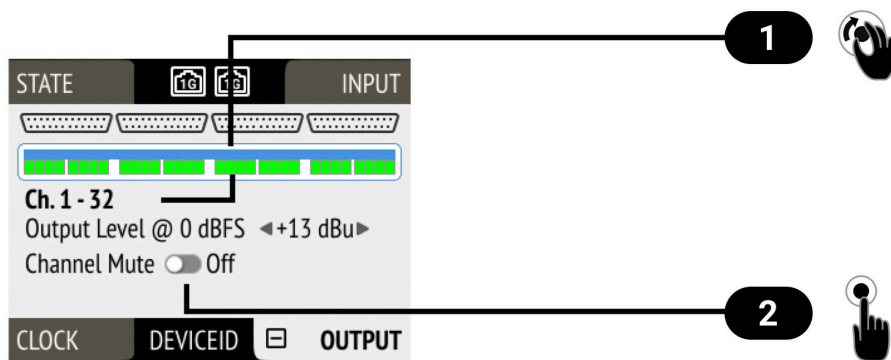 1
STATE 1G 1G INPUT
Ch. 1 - 32
Output Level @ 0 dBFS ◀+13 dBu▶
Channel Mute Off
2
CLOCK DEVICEID OUTPUT